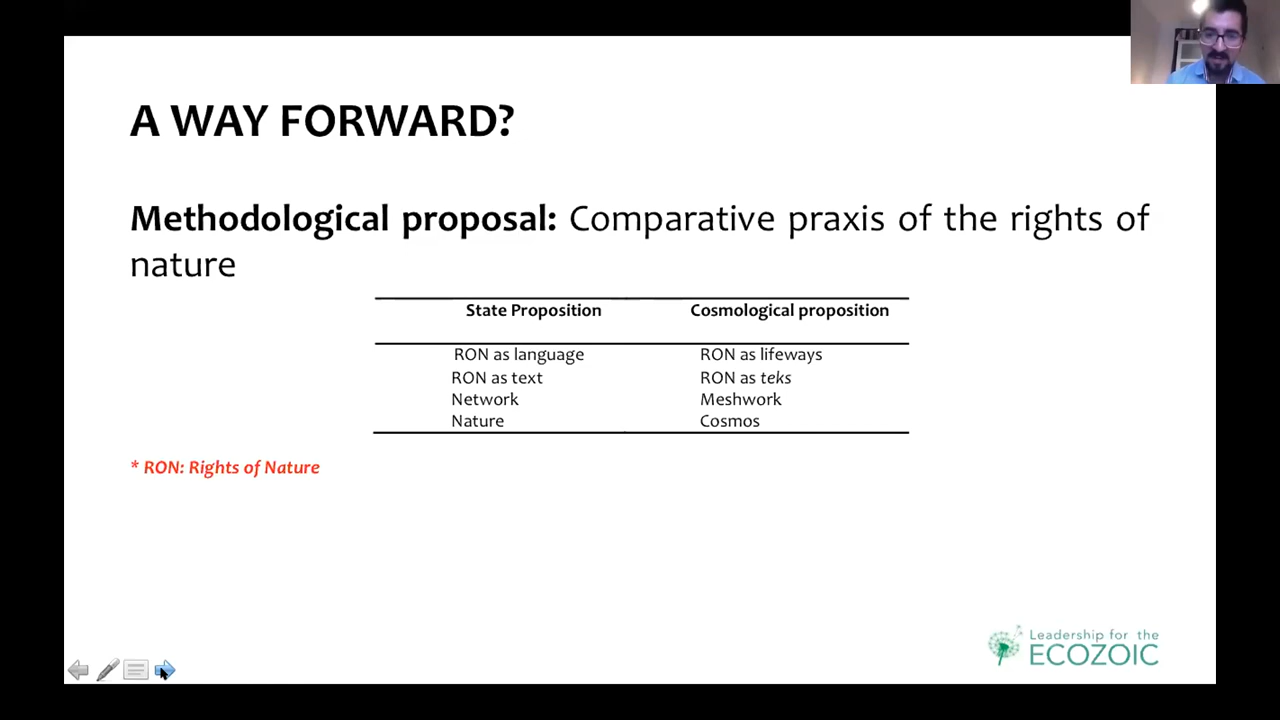 A WAY FORWARD?
Methodological proposal: Comparative praxis of the rights of
nature
State Proposition Cosmological proposition
RON as language RON as lifeways
RON as text RON as teks
Network Meshwork
Nature Cosmos
* RON: Rights of Nature
Leadership for the
ECOZOIC